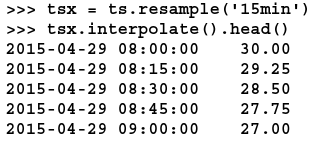 >>> tsx = ts.resample('15min')
>>> tsx.interpolate().head()
2015-04-29 08:00:00    30.00
2015-04-29 08:15:00    29.25
2015-04-29 08:30:00    28.50
2015-04-29 08:45:00    27.75
2015-04-29 09:00:00    27.00